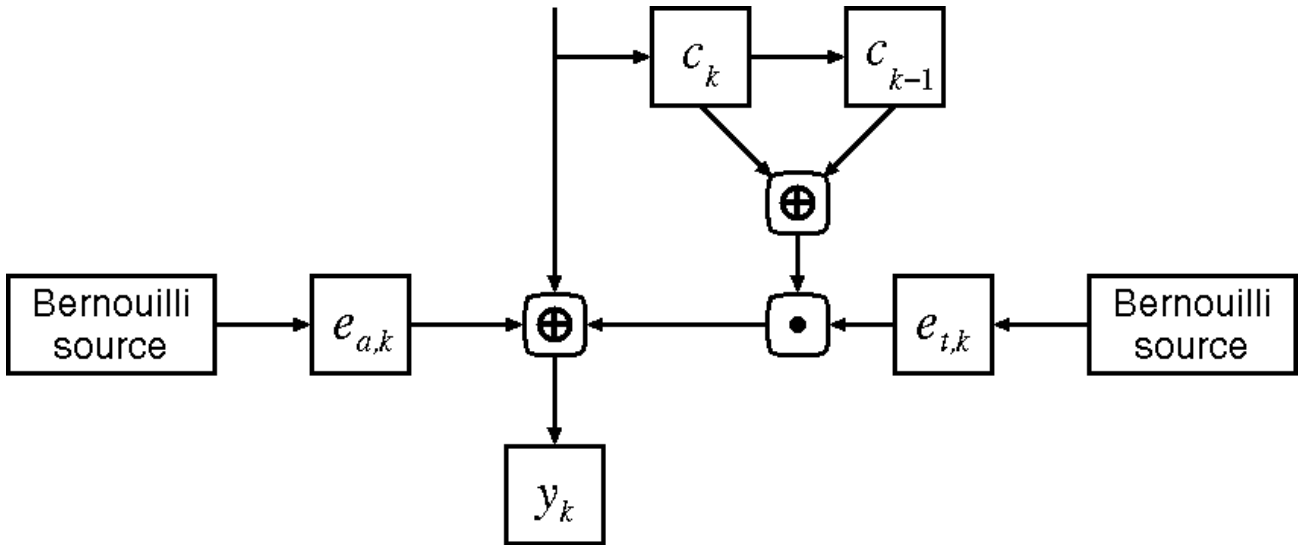 c_k
c_{k-1}
⊕
Bernouilli
source
e_{a,k}
⊕
•
e_{t,k}
Bernouilli
source
y_k